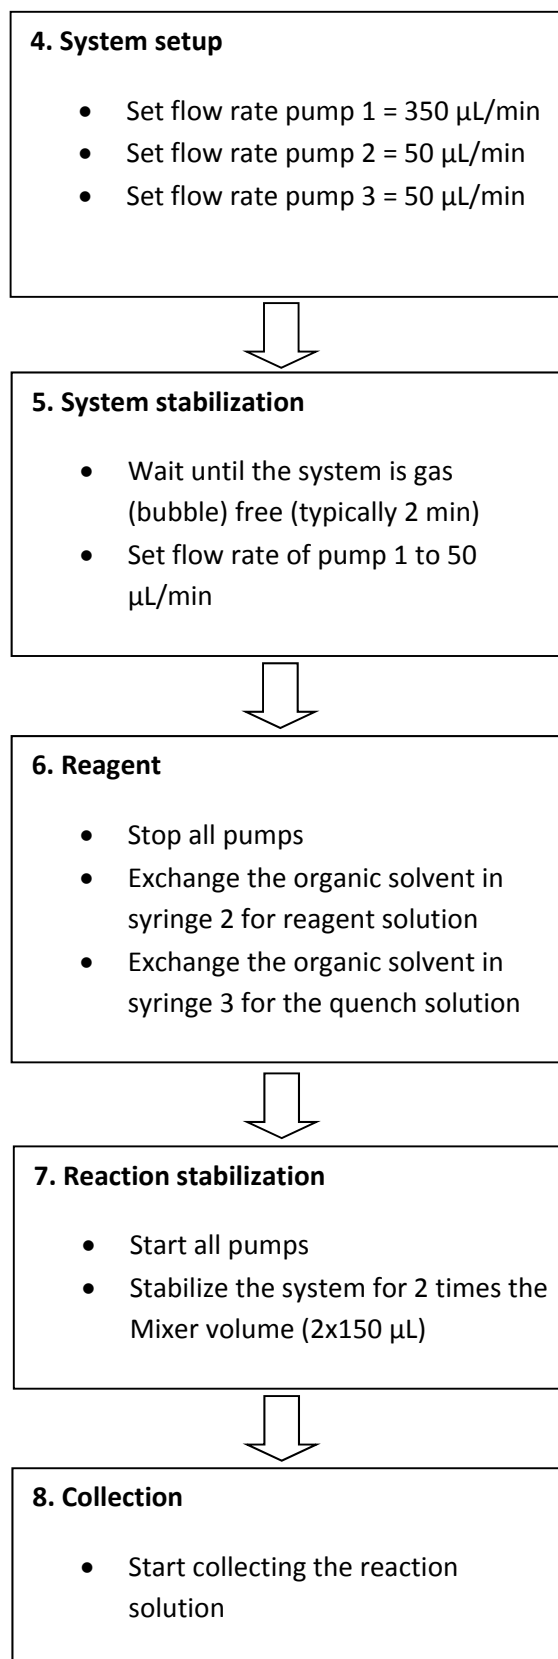 4. System setup
• Set flow rate pump 1 = 350 µL/min
• Set flow rate pump 2 = 50 µL/min
• Set flow rate pump 3 = 50 µL/min
5. System stabilization
• Wait until the system is gas
(bubble) free (typically 2 min)
• Set flow rate of pump 1 to 50
µL/min
6. Reagent
• Stop all pumps
• Exchange the organic solvent in
syringe 2 for reagent solution
• Exchange the organic solvent in
syringe 3 for the quench solution
7. Reaction stabilization
• Start all pumps
• Stabilize the system for 2 times the
Mixer volume (2x150 µL)
8. Collection
• Start collecting the reaction
solution